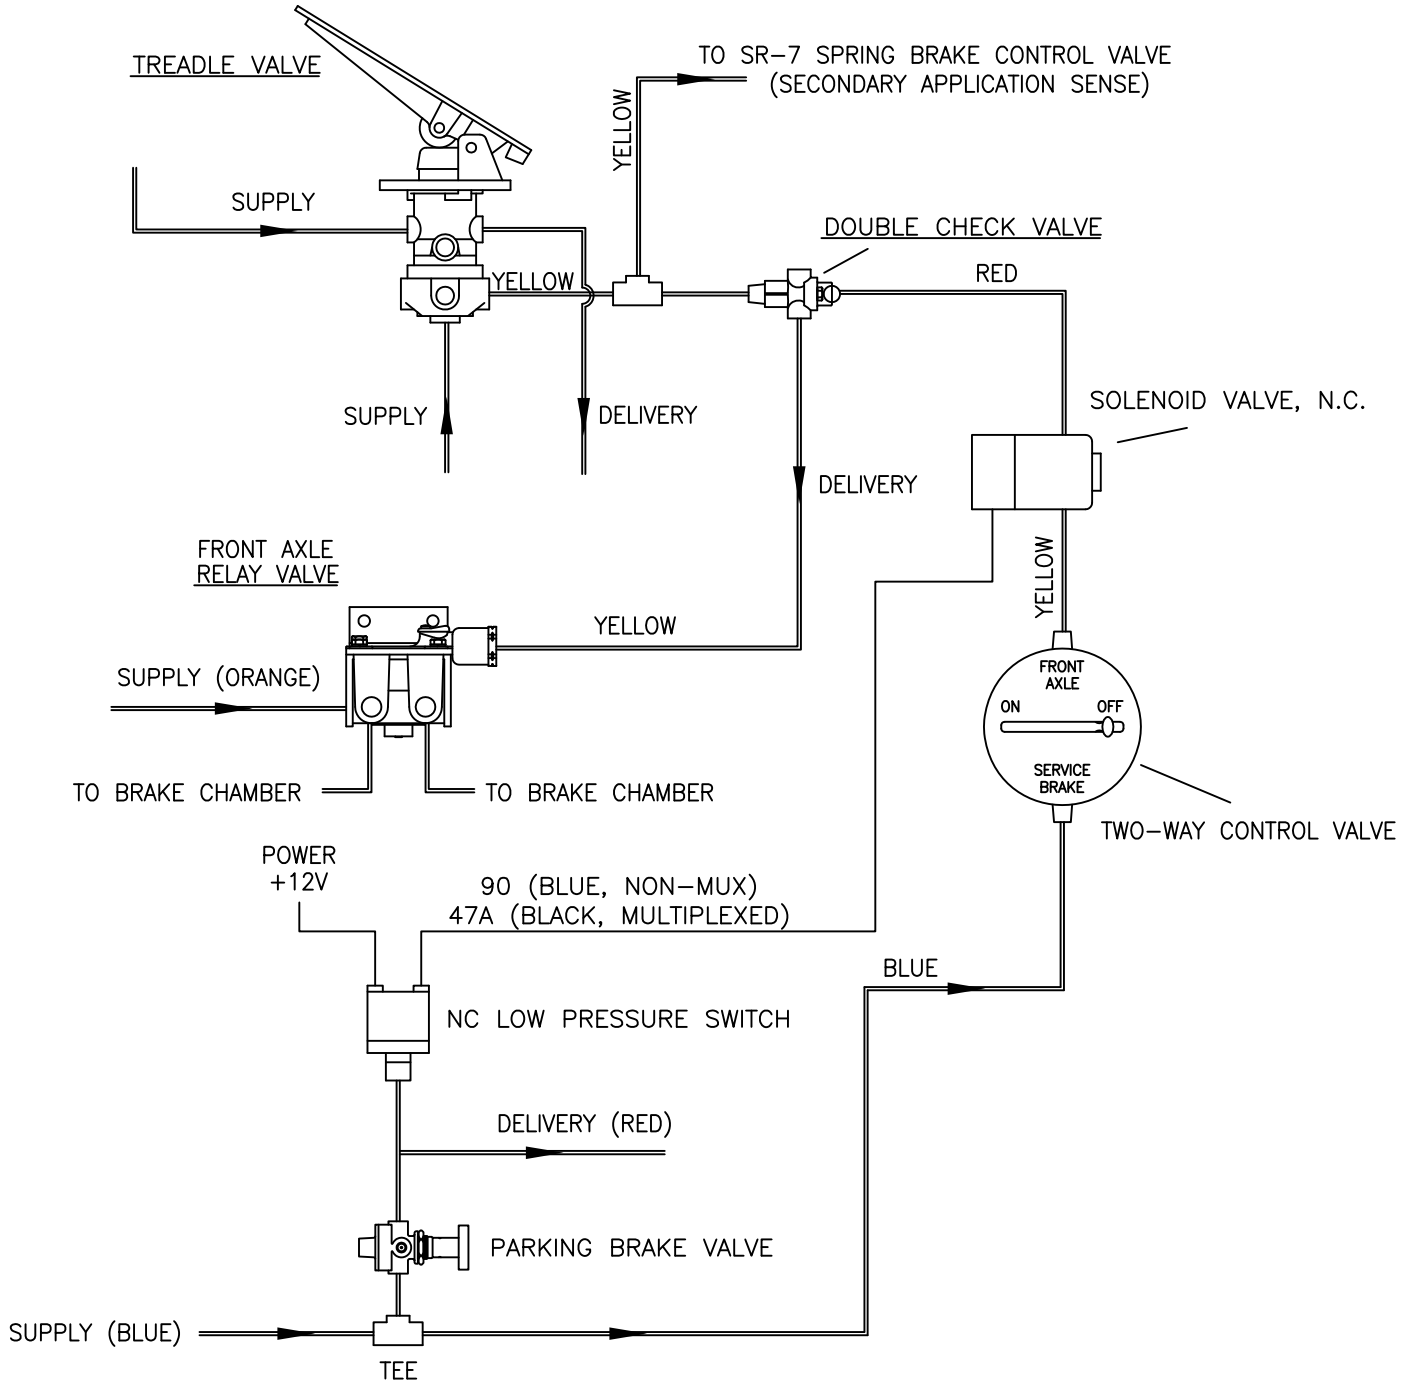 TO SR-7 SPRING BRAKE CONTROL VALVE
(SECONDARY APPLICATION SENSE)
TREADLE VALVE
YELLOW
SUPPLY
DOUBLE CHECK VALVE
YELLOW
RED
SUPPLY
DELIVERY
SOLENOID VALVE, N.C.
DELIVERY
FRONT AXLE
RELAY VALVE
YELLOW
YELLOW
SUPPLY (ORANGE)
FRONT
AXLE
ON OFF
SERVICE
BRAKE
TO BRAKE CHAMBER
TO BRAKE CHAMBER
TWO-WAY CONTROL VALVE
POWER
+12V
90 (BLUE, NON-MUX)
47A (BLACK, MULTIPLEXED)
BLUE
NC LOW PRESSURE SWITCH
DELIVERY (RED)
PARKING BRAKE VALVE
SUPPLY (BLUE)
TEE